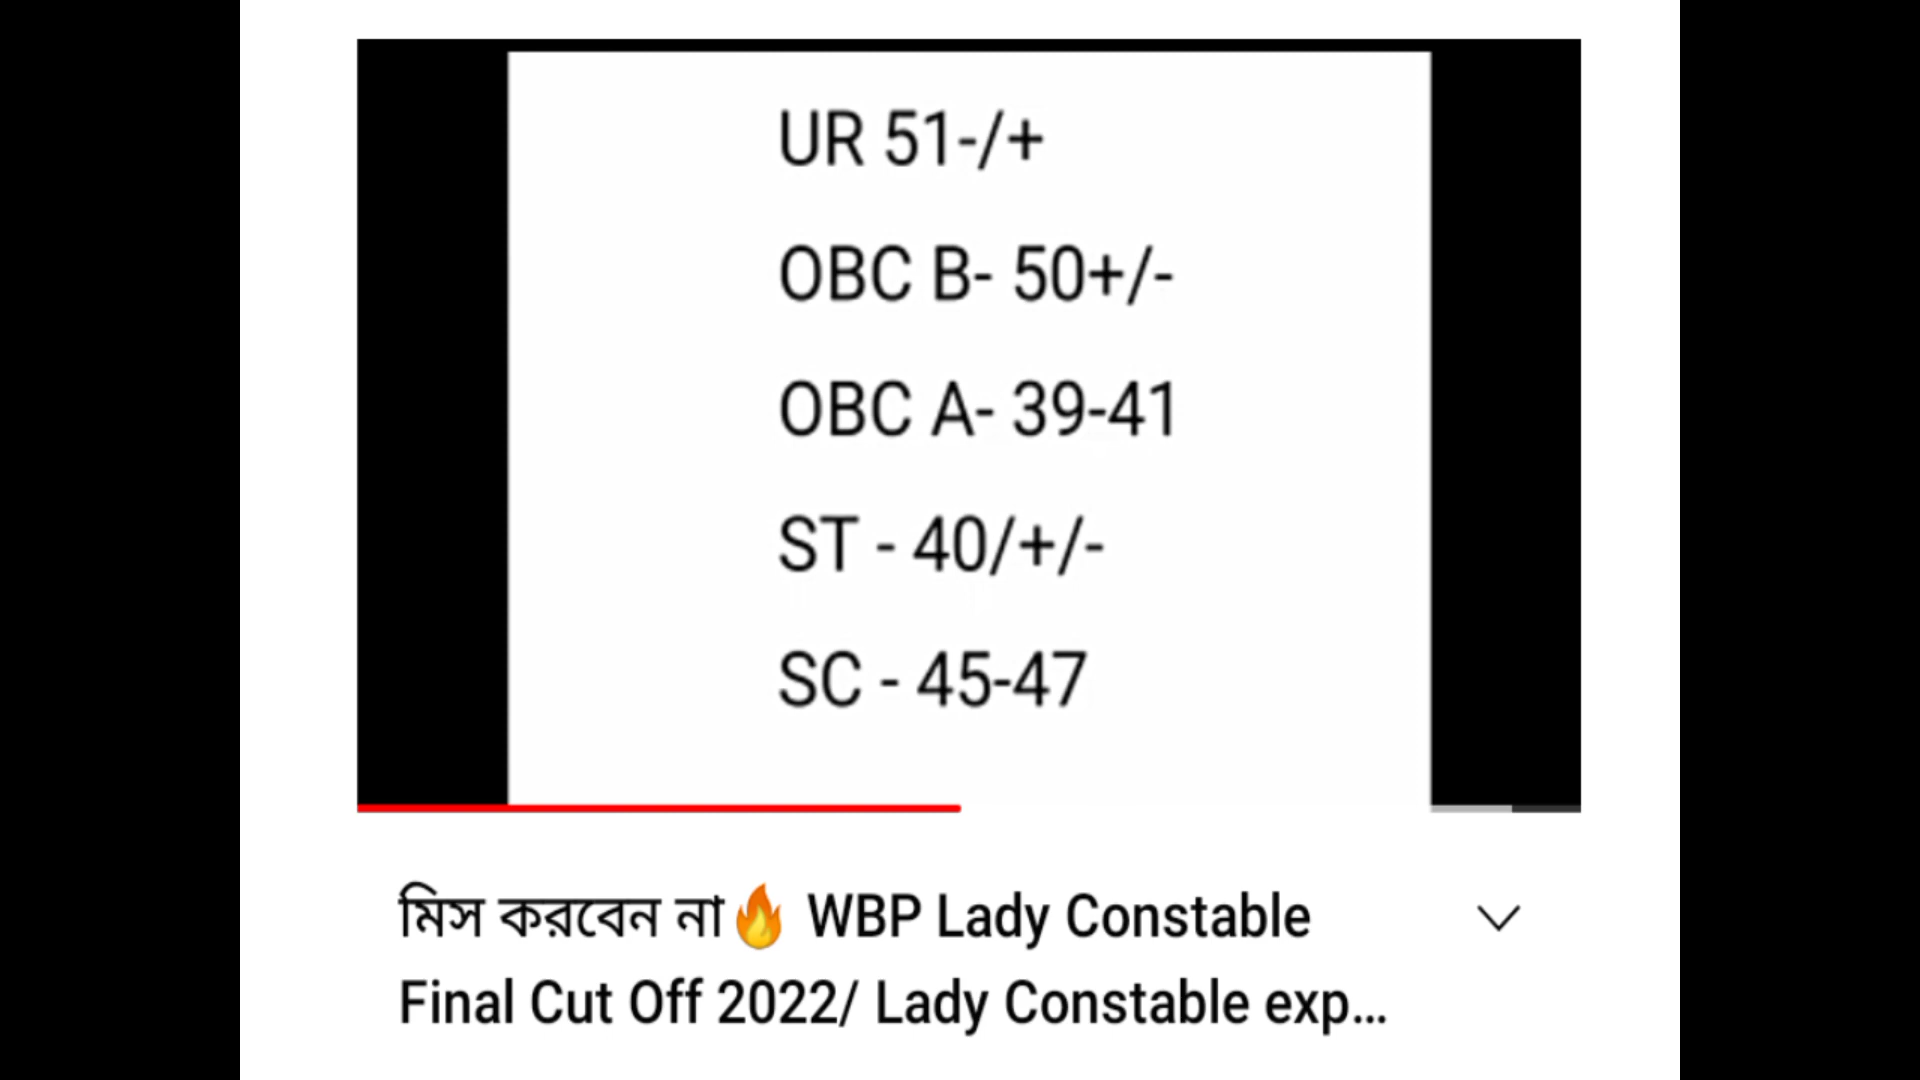 UR 51-/+
OBC B- 50+/-
OBC A- 39-41
ST - 40/+/-
SC - 45-47
মিস করবেন না🔥 WBP Lady Constable
Final Cut Off 2022/ Lady Constable exp...